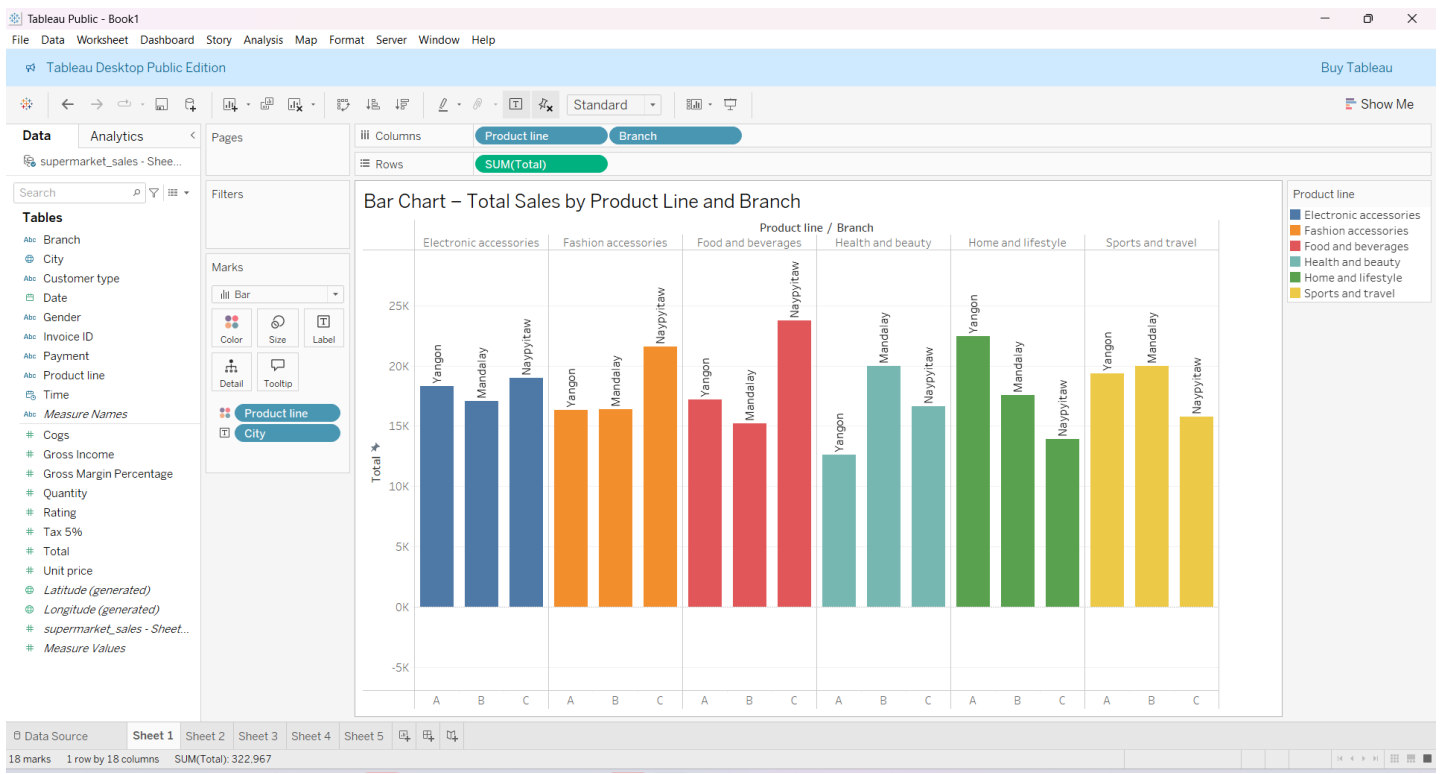 Tableau Public - Book1
File Data Worksheet Dashboard Story Analysis Map Format Server Window Help
Tableau Desktop Public Edition
Buy Tableau
Standard
Show Me
Data
Analytics
supermarket_sales - Shee...
Search
Tables
Abc Branch
City
Abc Customer type
Date
Abc Gender
Abc Invoice ID
Abc Payment
Abc Product line
Time
Abc Measure Names
# Cogs
# Gross Income
# Gross Margin Percentage
# Quantity
# Rating
# Tax 5%
# Total
# Unit price
Latitude (generated)
Longitude (generated)
# supermarket_sales - Sheet...
# Measure Values
Pages
Filters
Marks
Bar
Color
Size
Label
Detail
Tooltip
Product line
City
Columns
Product line
Branch
Rows
SUM(Total)
Bar Chart – Total Sales by Product Line and Branch
Product line / Branch
Electronic accessories
Fashion accessories
Food and beverages
Health and beauty
Home and lifestyle
Sports and travel
Total
25K
20K
15K
10K
5K
0K
-5K
Yangon
Mandalay
Naypyitaw
Yangon
Mandalay
Naypyitaw
Yangon
Mandalay
Naypyitaw
Yangon
Mandalay
Naypyitaw
Yangon
Mandalay
Naypyitaw
Yangon
Mandalay
Naypyitaw
A B C A B C A B C A B C A B C A B C
Product line
Electronic accessories
Fashion accessories
Food and beverages
Health and beauty
Home and lifestyle
Sports and travel
Data Source
Sheet 1
Sheet 2
Sheet 3
Sheet 4
Sheet 5
18 marks 1 row by 18 columns SUM(Total): 322.967